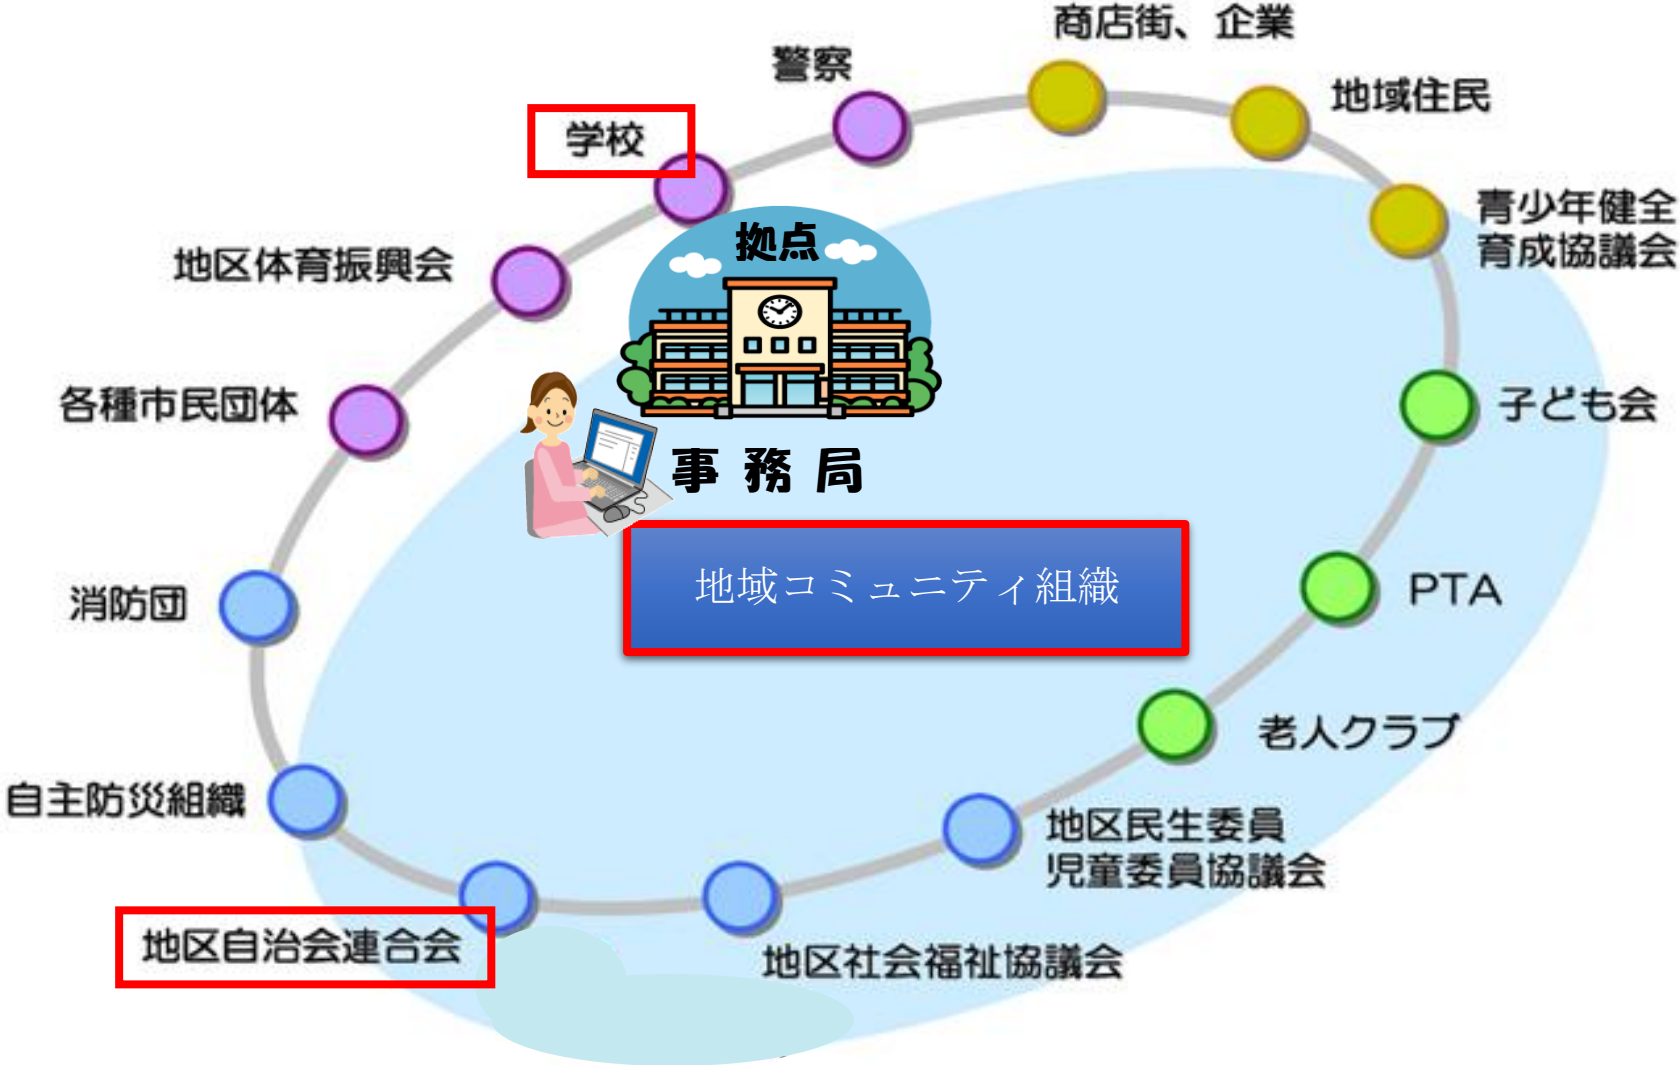 商店街、企業
警察
地域住民
学校
青少年健全
育成協議会
拠点
地区体育振興会
各種市民団体
子ども会
事務局
地域コミュニティ組織
消防団
PTA
老人クラブ
自主防災組織
地区民生委員
児童委員協議会
地区自治会連合会
地区社会福祉協議会